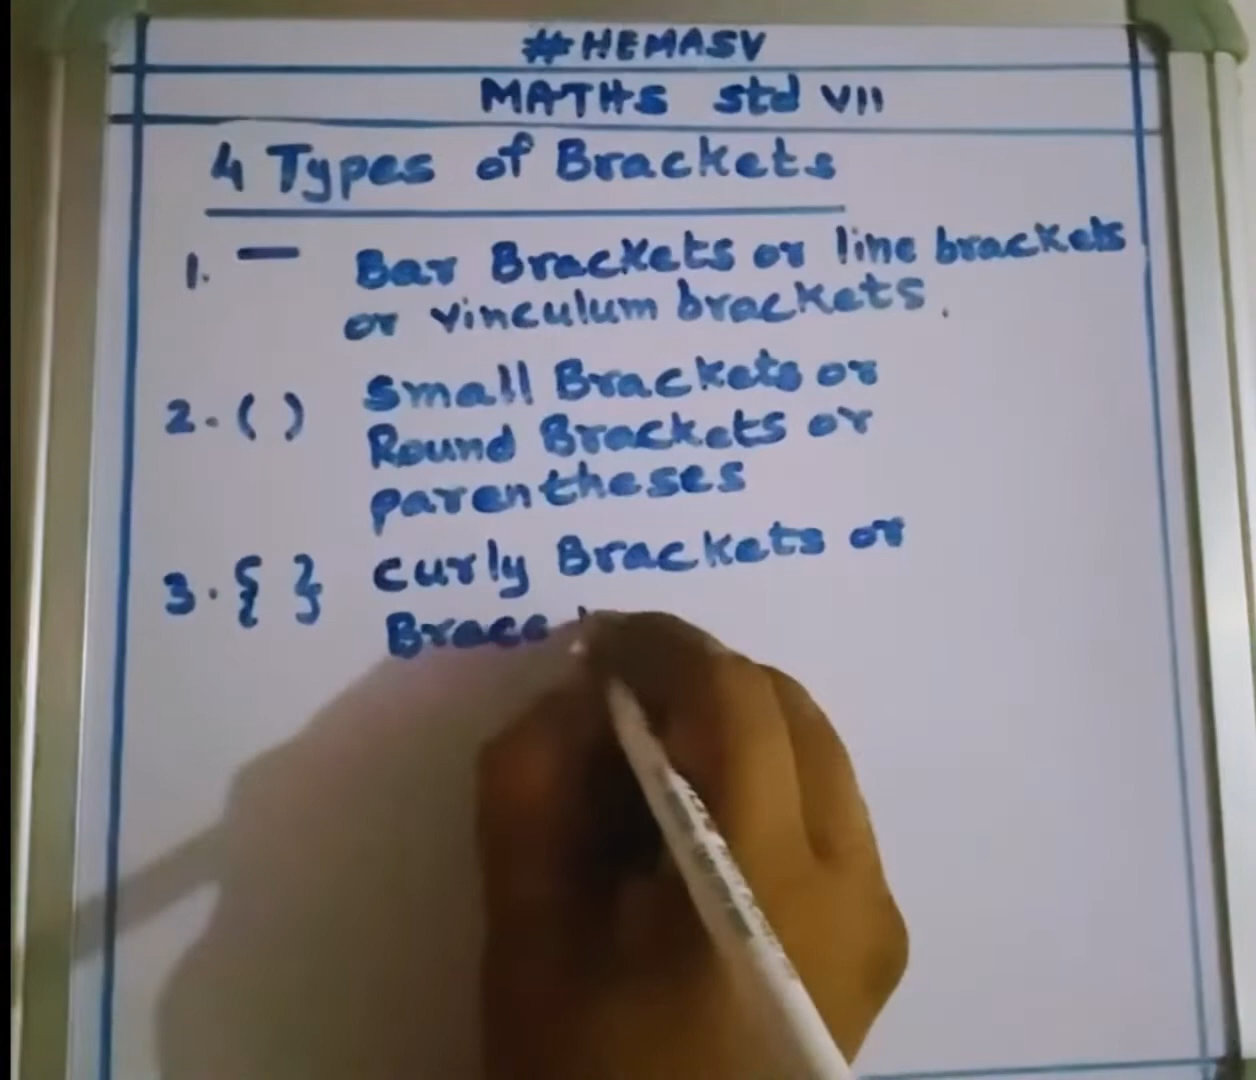 #HEMASV
MATHS std VII
4 Types of Brackets
1. — Bar Brackets or line brackets
or vinculum brackets.
2. ( ) Small Brackets or
Round Brackets or
parentheses
3. { } curly Brackets or